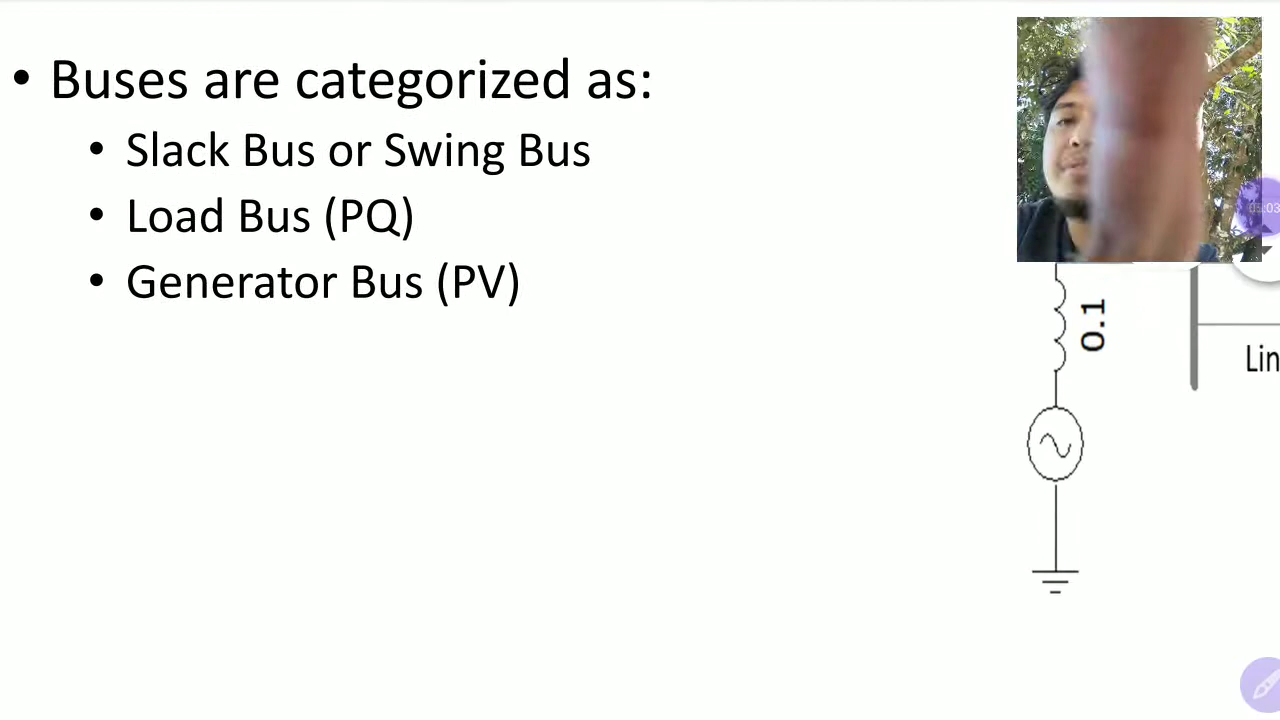 • Buses are categorized as:
• Slack Bus or Swing Bus
• Load Bus (PQ)
• Generator Bus (PV)
0.1
Lin